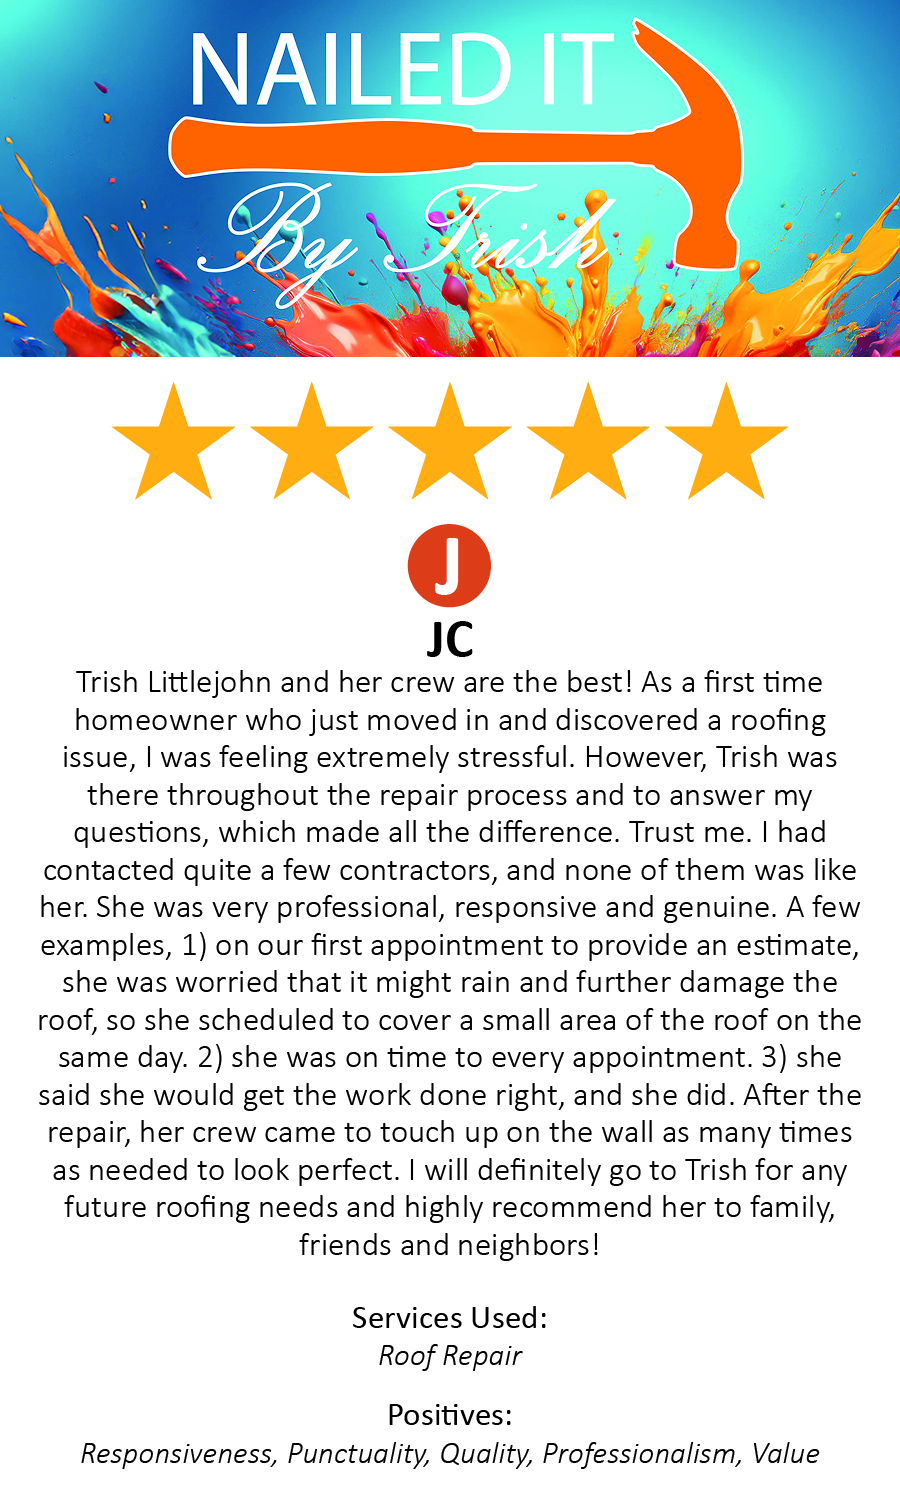 NAILED IT
By Trish
J
JC
Trish Littlejohn and her crew are the best! As a first time
homeowner who just moved in and discovered a roofing
issue, I was feeling extremely stressful. However, Trish was
there throughout the repair process and to answer my
questions, which made all the difference. Trust me. I had
contacted quite a few contractors, and none of them was like
her. She was very professional, responsive and genuine. A few
examples, 1) on our first appointment to provide an estimate,
she was worried that it might rain and further damage the
roof, so she scheduled to cover a small area of the roof on the
same day. 2) she was on time to every appointment. 3) she
said she would get the work done right, and she did. After the
repair, her crew came to touch up on the wall as many times
as needed to look perfect. I will definitely go to Trish for any
future roofing needs and highly recommend her to family,
friends and neighbors!
Services Used:
Roof Repair
Positives:
Responsiveness, Punctuality, Quality, Professionalism, Value